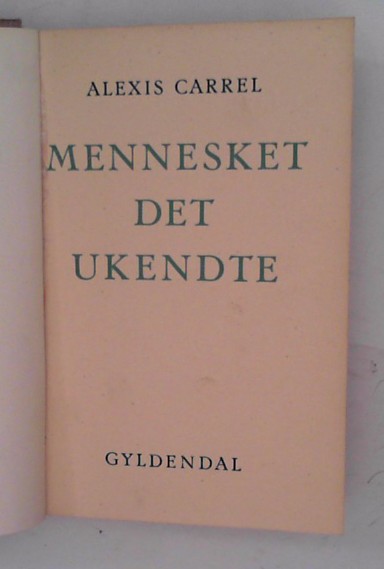 ALEXIS CARREL
MENNESKET
DET
UKENDTE
GYLDENDAL